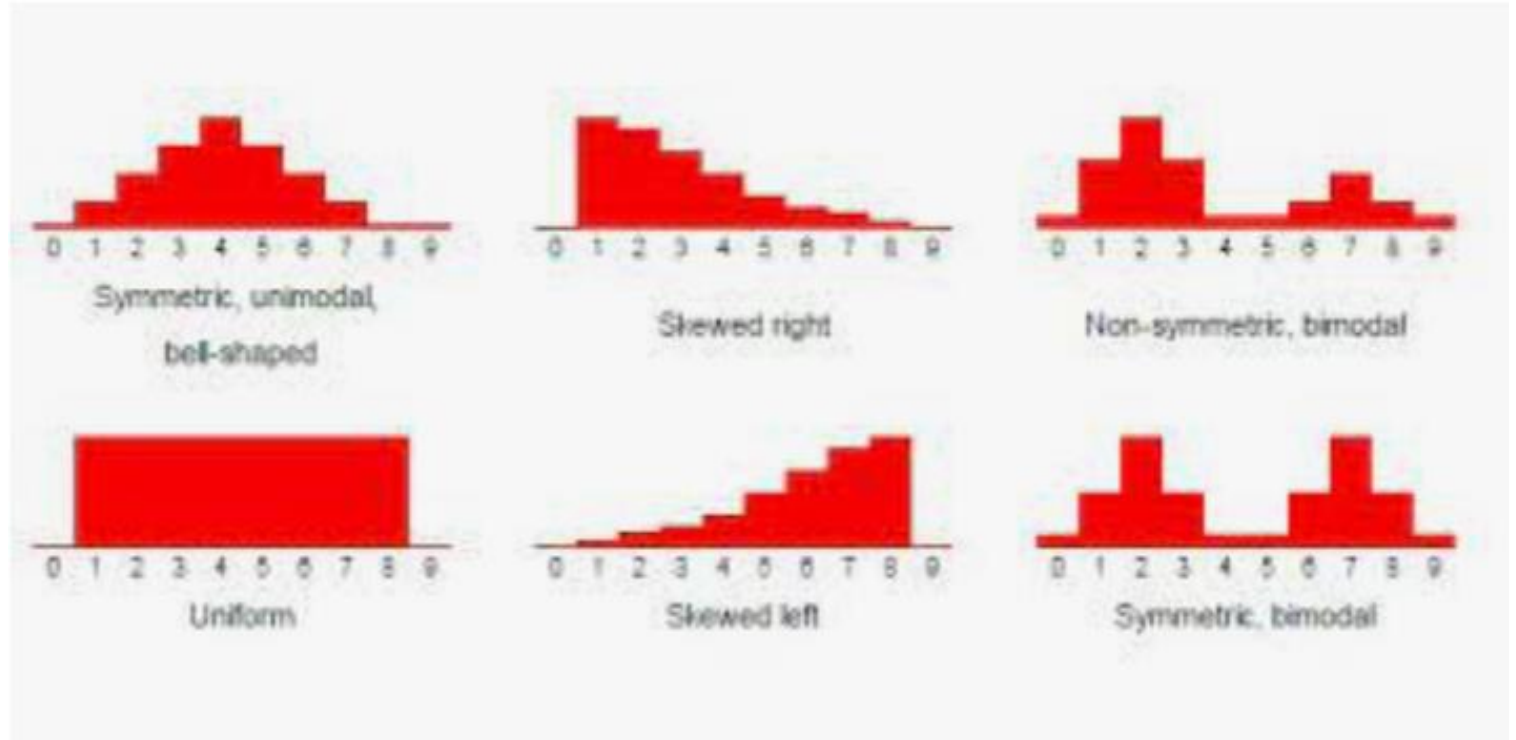 0 1 2 3 4 5 6 7 8 9
Symmetric, unimodal,
bell-shaped
0 1 2 3 4 5 6 7 8 9
Skewed right
0 1 2 3 4 5 6 7 8 9
Non-symmetric, bimodal
0 1 2 3 4 5 6 7 8 9
Uniform
0 1 2 3 4 5 6 7 8 9
Skewed left
0 1 2 3 4 5 6 7 8 9
Symmetric, bimodal